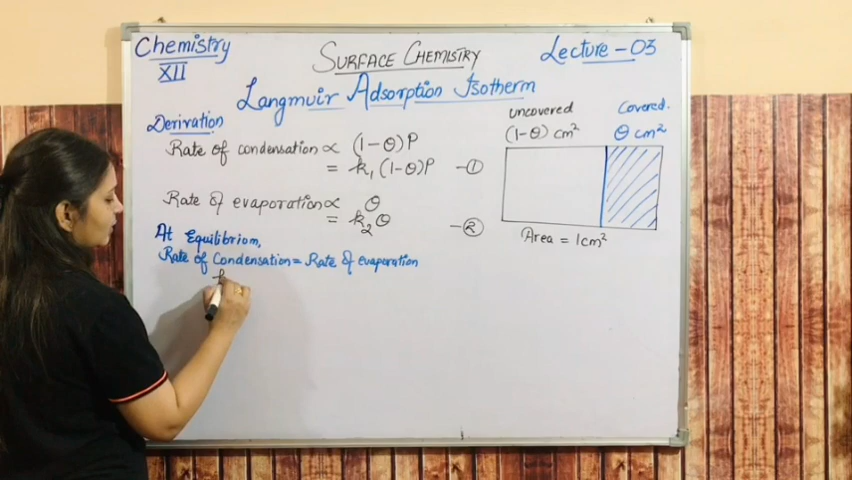 Chemistry
XII
SURFACE CHEMISTRY
Lecture - 03
Langmuir Adsorption Isotherm
Derivation
Rate of condensation ∝ (1-θ)P
= k₁(1-θ)P -①
Rate of evaporation ∝ θ
= k₂θ -②
At Equilibriom,
Rate of Condensation = Rate of evaporation
k
uncovered
(1-θ) cm²
Covered.
θ cm²
Area = 1cm²